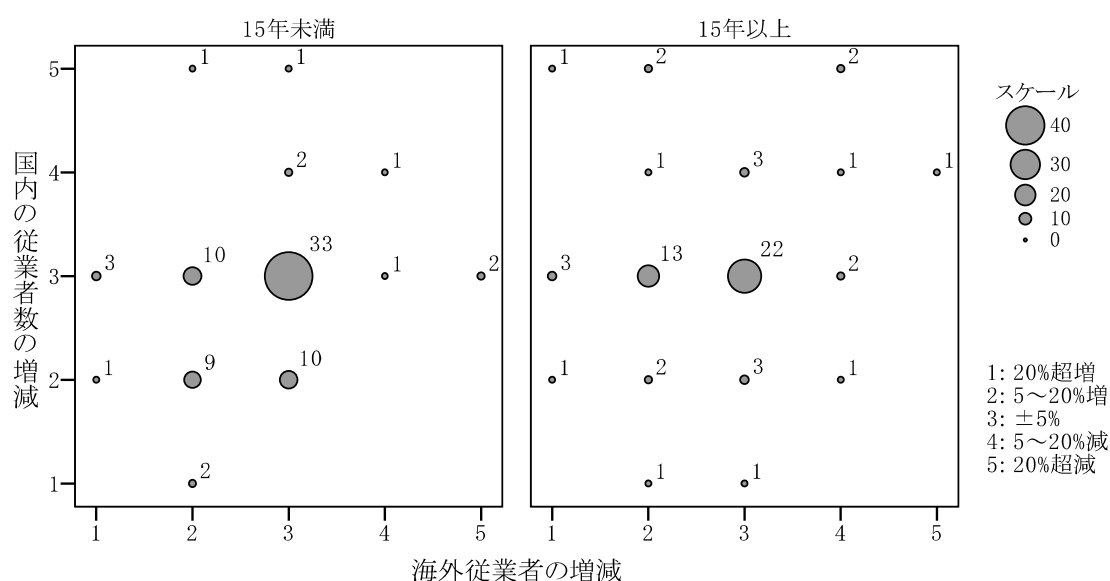 15年未満
15年以上
国内の従業者数の増減
5
4
3
2
1
1 1
2 1
3 10 33 1 2
1 9 10
2
1 2 2
1 3 1 1
3 13 22 2
1 2 3 1
1 1
1 2 3 4 5
1 2 3 4 5
海外従業者の増減
スケール
40
30
20
10
0
1: 20%超増
2: 5～20%増
3: ±5%
4: 5～20%減
5: 20%超減